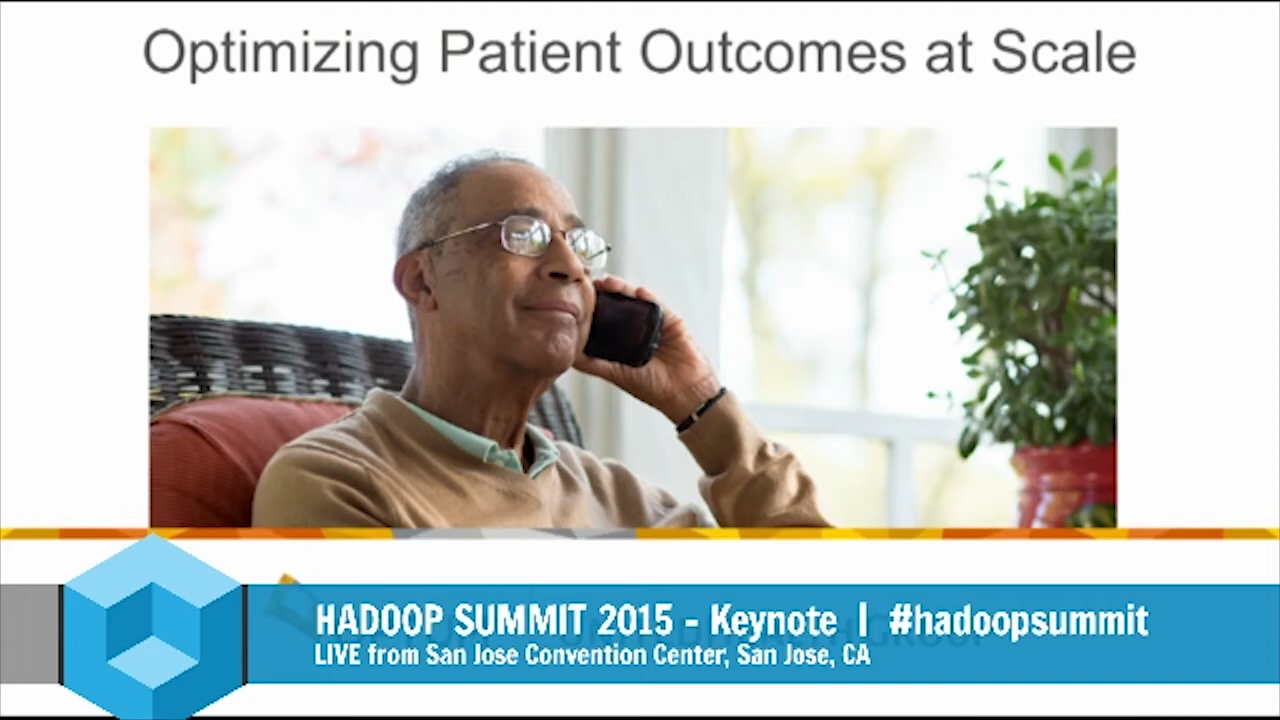 Optimizing Patient Outcomes at Scale
HADOOP SUMMIT 2015 - Keynote | #hadoopsummit
LIVE from San Jose Convention Center, San Jose, CA